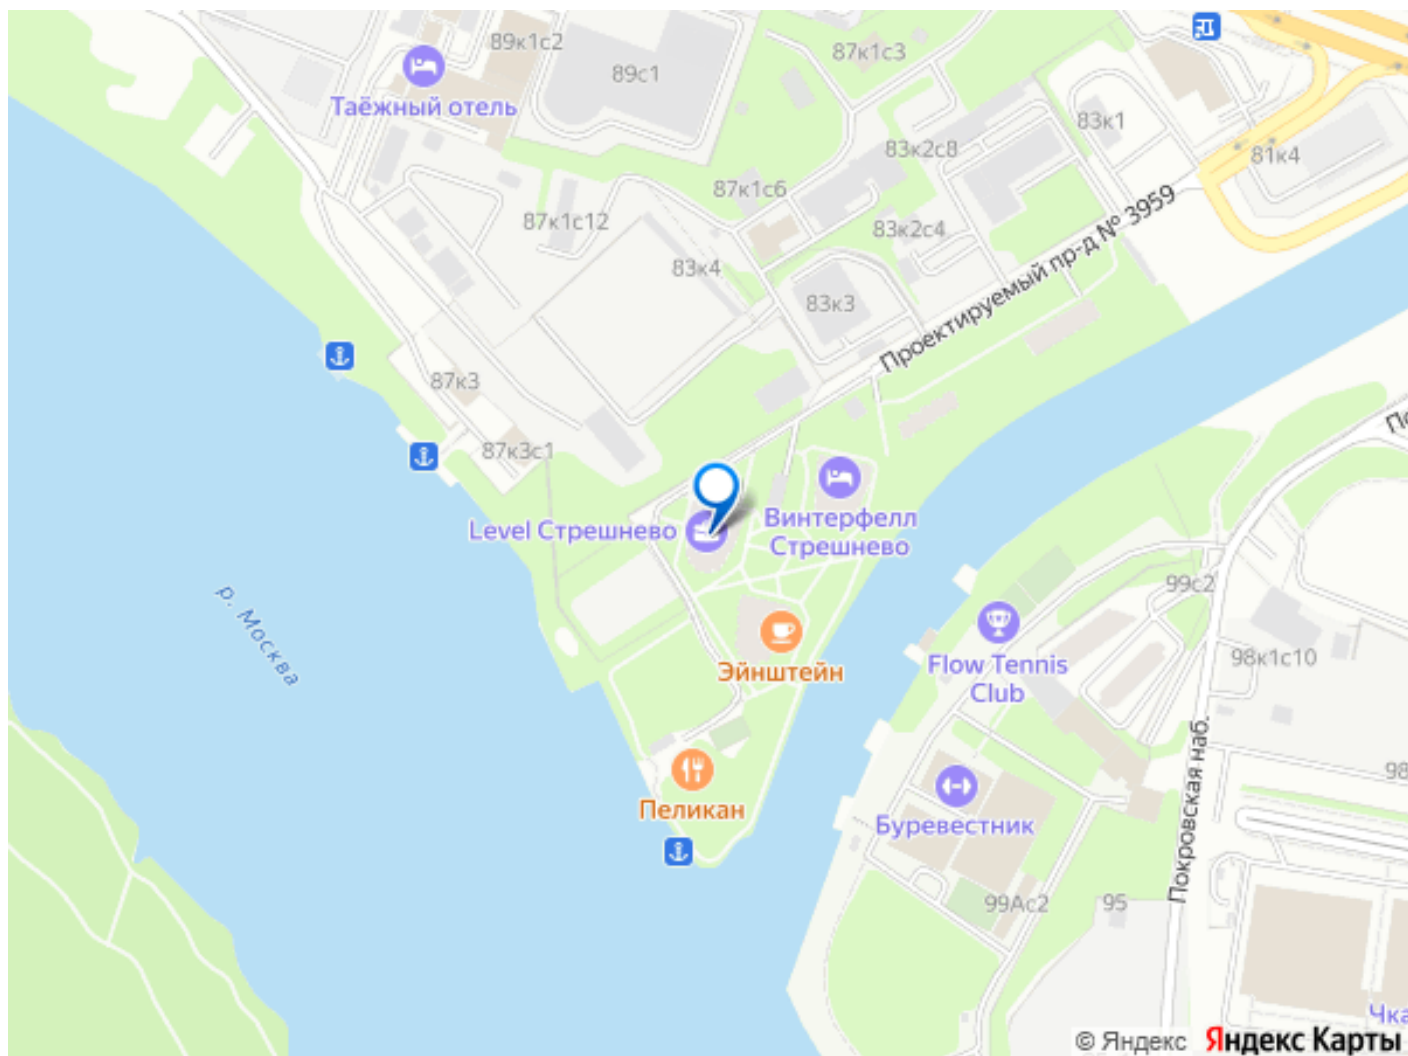 89к1с2
87к1с3
89с1
Таёжный отель
83к1
83к2с8
81к4
87к1с6
87к1с12
83к2с4
Проектируемый пр-д № 3959
83к4
83к3
87к3
87к3с1
Level Стрешнево
Винтерфелл
Стрешнево
р. Москва
99с2
Flow Tennis
Club
98к1с10
Эйнштейн
Пеликан
Буревестник
Покровская наб.
98
99Ас2
95
Чка
© Яндекс
Яндекс Карты